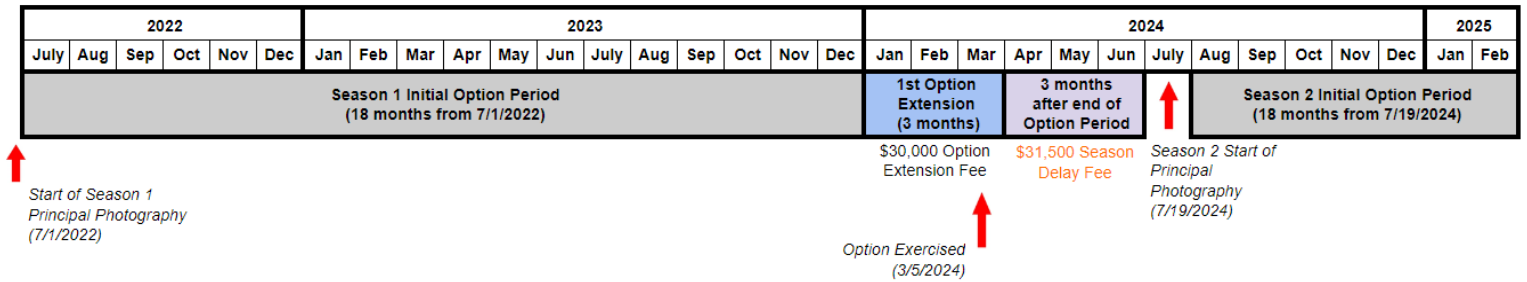 2022 2023 2024 2025
July Aug Sep Oct Nov Dec Jan Feb Mar Apr May Jun July Aug Sep Oct Nov Dec Jan Feb Mar Apr May Jun July Aug Sep Oct Nov Dec Jan Feb
Season 1 Initial Option Period
(18 months from 7/1/2022)
1st Option
Extension
(3 months)
3 months
after end of
Option Period
Season 2 Initial Option Period
(18 months from 7/19/2024)
$30,000 Option
Extension Fee
$31,500 Season
Delay Fee
Season 2 Start of
Principal
Photography
(7/19/2024)
Start of Season 1
Principal Photography
(7/1/2022)
Option Exercised
(3/5/2024)